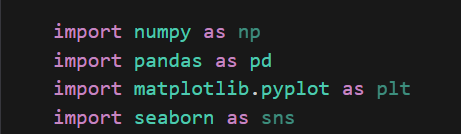 import numpy as np
import pandas as pd
import matplotlib.pyplot as plt
import seaborn as sns